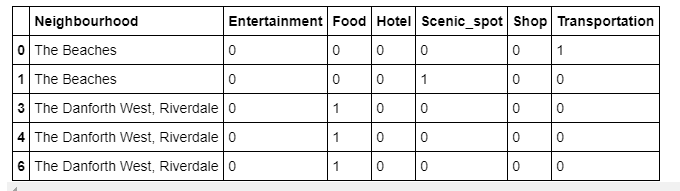 Neighbourhood Entertainment Food Hotel Scenic_spot Shop Transportation
0 The Beaches 0 0 0 0 0 1
1 The Beaches 0 0 0 1 0 0
3 The Danforth West, Riverdale 0 1 0 0 0 0
4 The Danforth West, Riverdale 0 1 0 0 0 0
6 The Danforth West, Riverdale 0 1 0 0 0 0